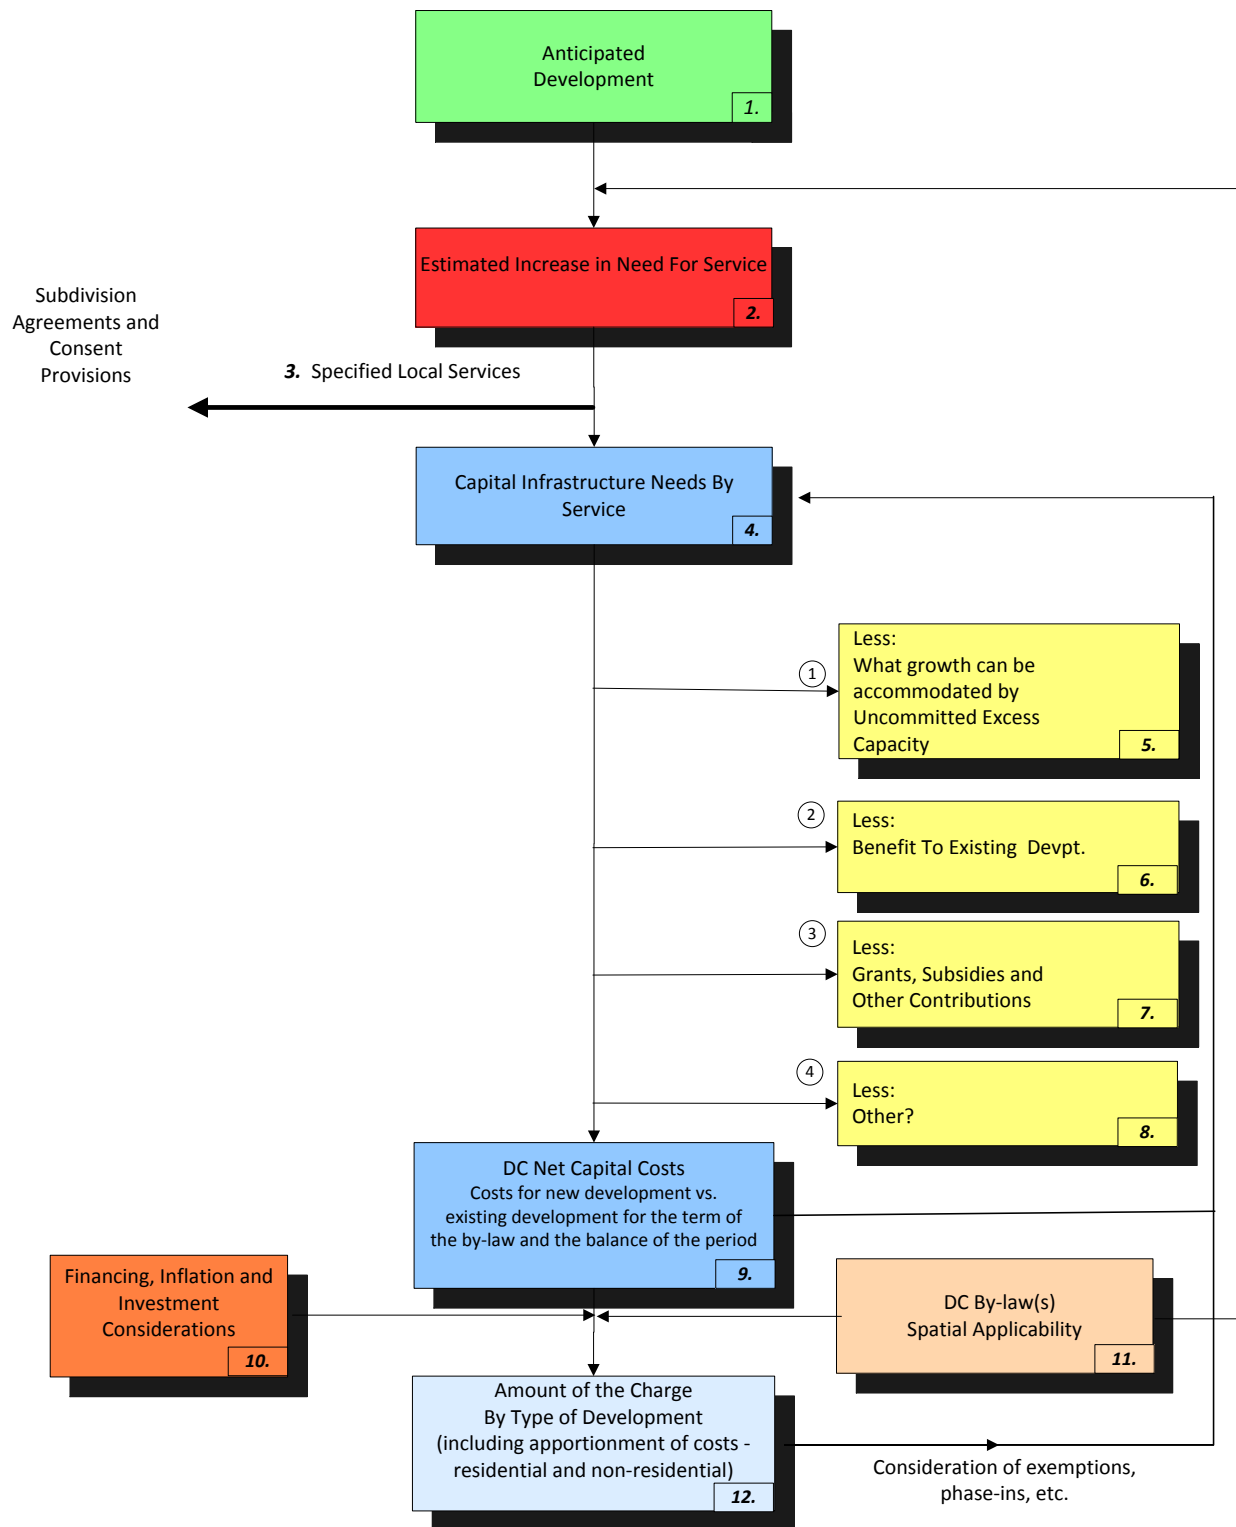 Anticipated
Development
1.
Estimated Increase in Need For Service
2.
Subdivision
Agreements and
Consent
Provisions
3. Specified Local Services
Capital Infrastructure Needs By
Service
4.
1
Less:
What growth can be
accommodated by
Uncommitted Excess
Capacity
5.
2
Less:
Benefit To Existing Devpt.
6.
3
Less:
Grants, Subsidies and
Other Contributions
7.
4
Less:
Other?
8.
DC Net Capital Costs
Costs for new development vs.
existing development for the term of
the by-law and the balance of the period
9.
Financing, Inflation and
Investment
Considerations
10.
DC By-law(s)
Spatial Applicability
11.
Amount of the Charge
By Type of Development
(including apportionment of costs -
residential and non-residential)
12.
Consideration of exemptions,
phase-ins, etc.